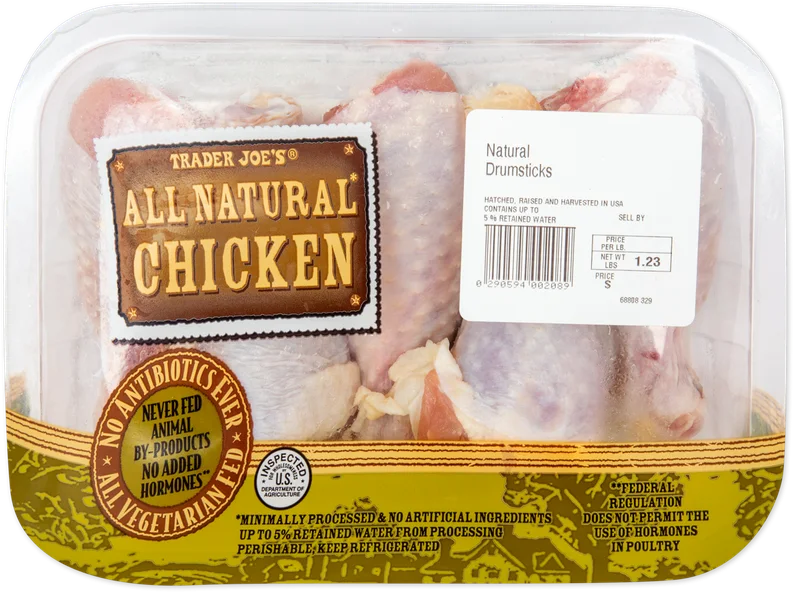 TRADER JOE'S®
ALL NATURAL*
CHICKEN
Natural
Drumsticks
HATCHED, RAISED AND HARVESTED IN USA
CONTAINS UP TO
5 % RETAINED WATER
SELL BY
PRICE
PER LB.
NET WT
LBS
1.23
PRICE
$
0 290594 002089
68808 329
NO ANTIBIOTICS EVER
NEVER FED
ANIMAL
BY-PRODUCTS
NO ADDED
HORMONES**
ALL VEGETARIAN FED
INSPECTED
FOR WHOLESOMENESS
U.S.
DEPARTMENT OF
AGRICULTURE
*MINIMALLY PROCESSED & NO ARTIFICIAL INGREDIENTS
UP TO 5% RETAINED WATER FROM PROCESSING
PERISHABLE, KEEP REFRIGERATED
**FEDERAL
REGULATION
DOES NOT PERMIT THE
USE OF HORMONES
IN POULTRY